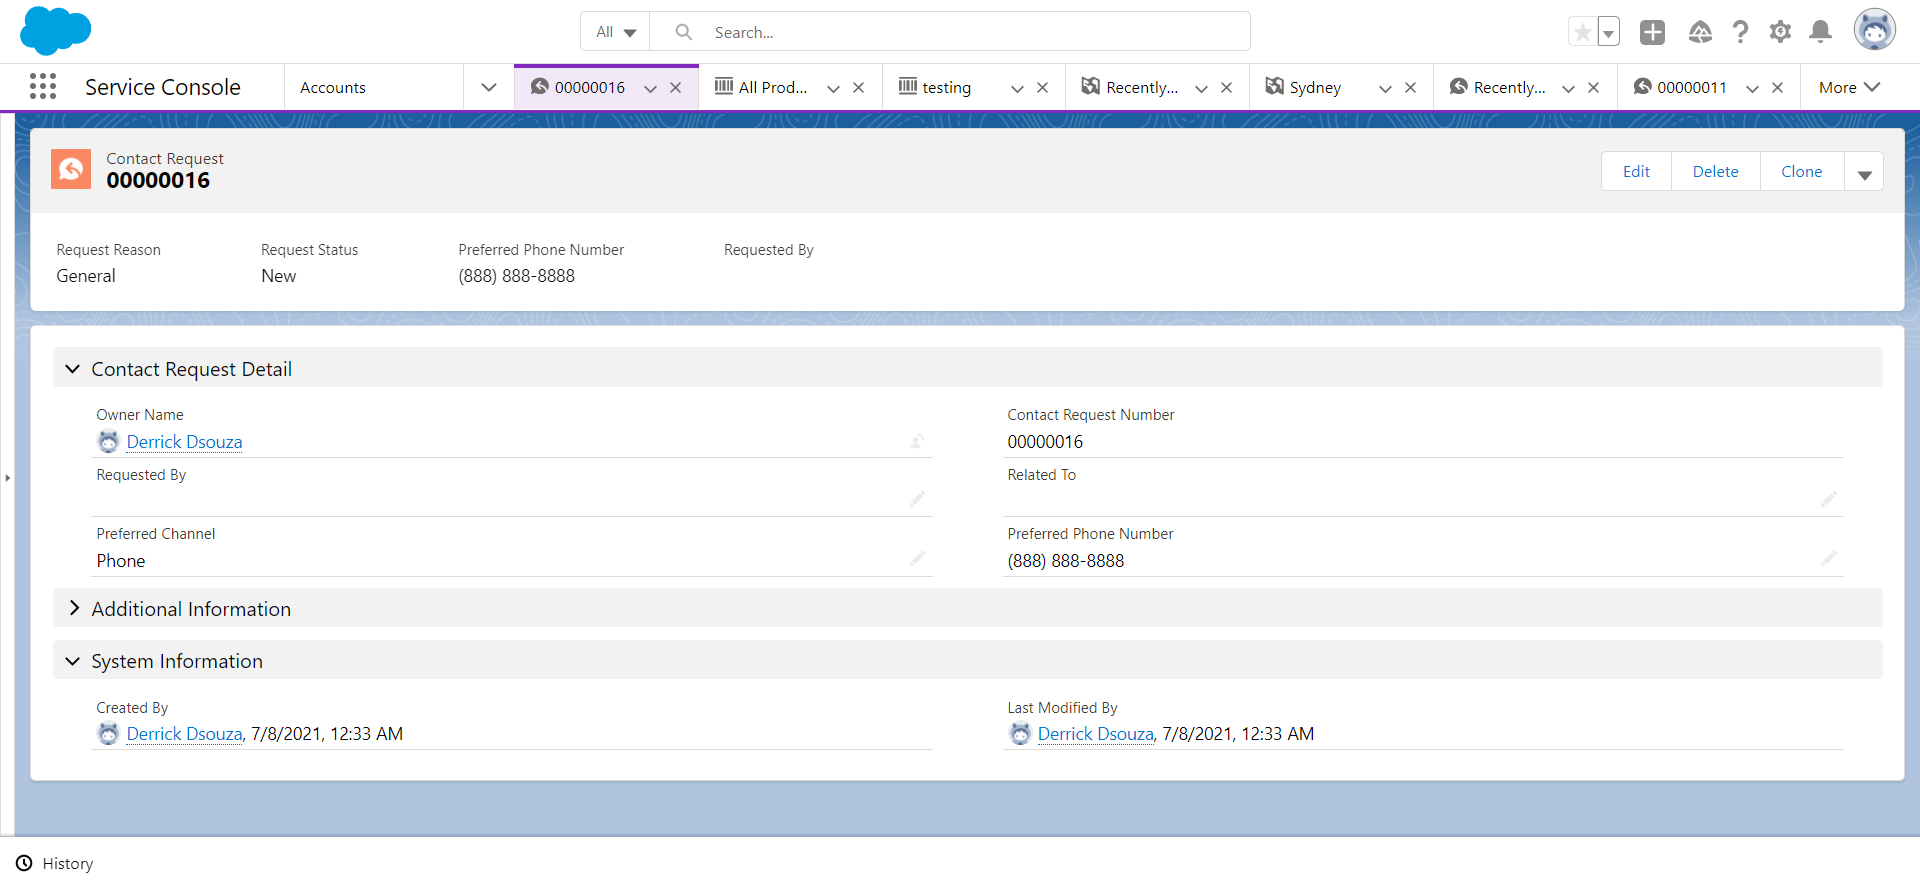 All Search...
Service Console Accounts 00000016 All Prod... testing Recently... Sydney Recently... 00000011 More
Contact Request
00000016
Edit Delete Clone
Request Reason Request Status Preferred Phone Number Requested By
General New (888) 888-8888
Contact Request Detail
Owner Name Contact Request Number
Derrick Dsouza 00000016
Requested By Related To
Preferred Channel Preferred Phone Number
Phone (888) 888-8888
Additional Information
System Information
Created By Last Modified By
Derrick Dsouza, 7/8/2021, 12:33 AM Derrick Dsouza, 7/8/2021, 12:33 AM
History